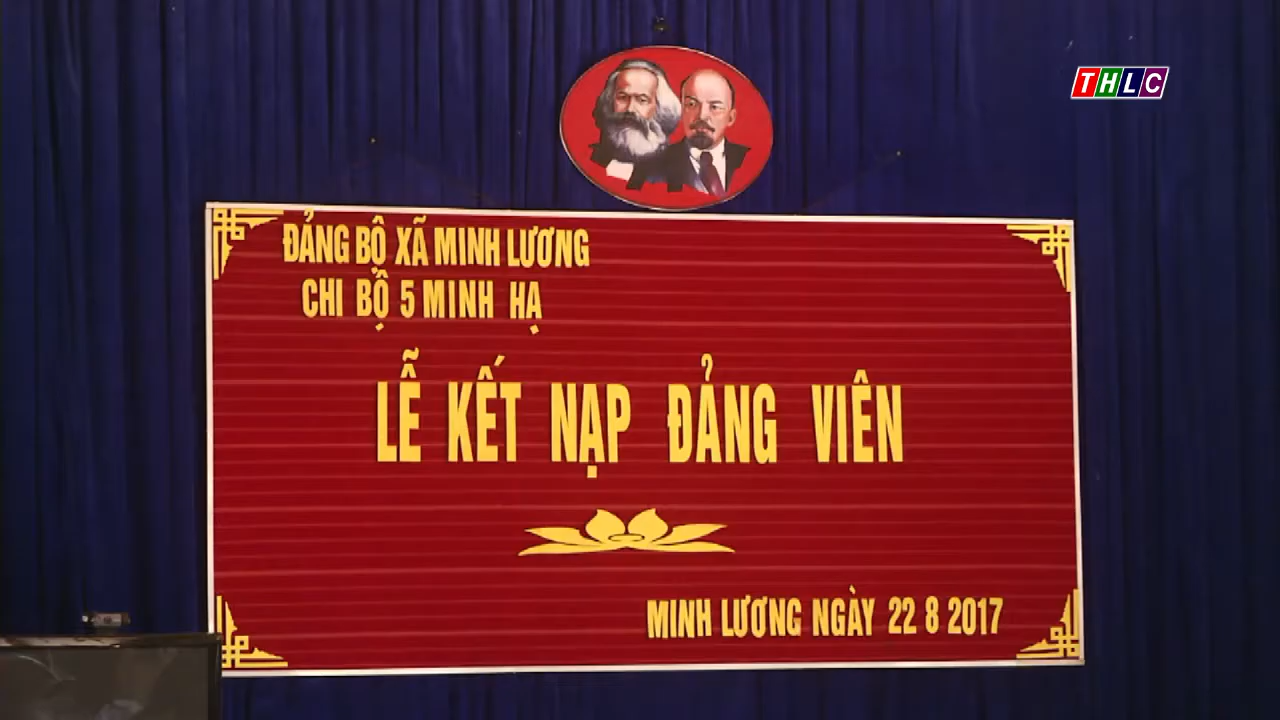 THLC
ĐẢNG BỘ XÃ MINH LƯƠNG
CHI BỘ 5 MINH HẠ
LỄ KẾT NẠP ĐẢNG VIÊN
MINH LƯƠNG NGÀY 22 8 2017